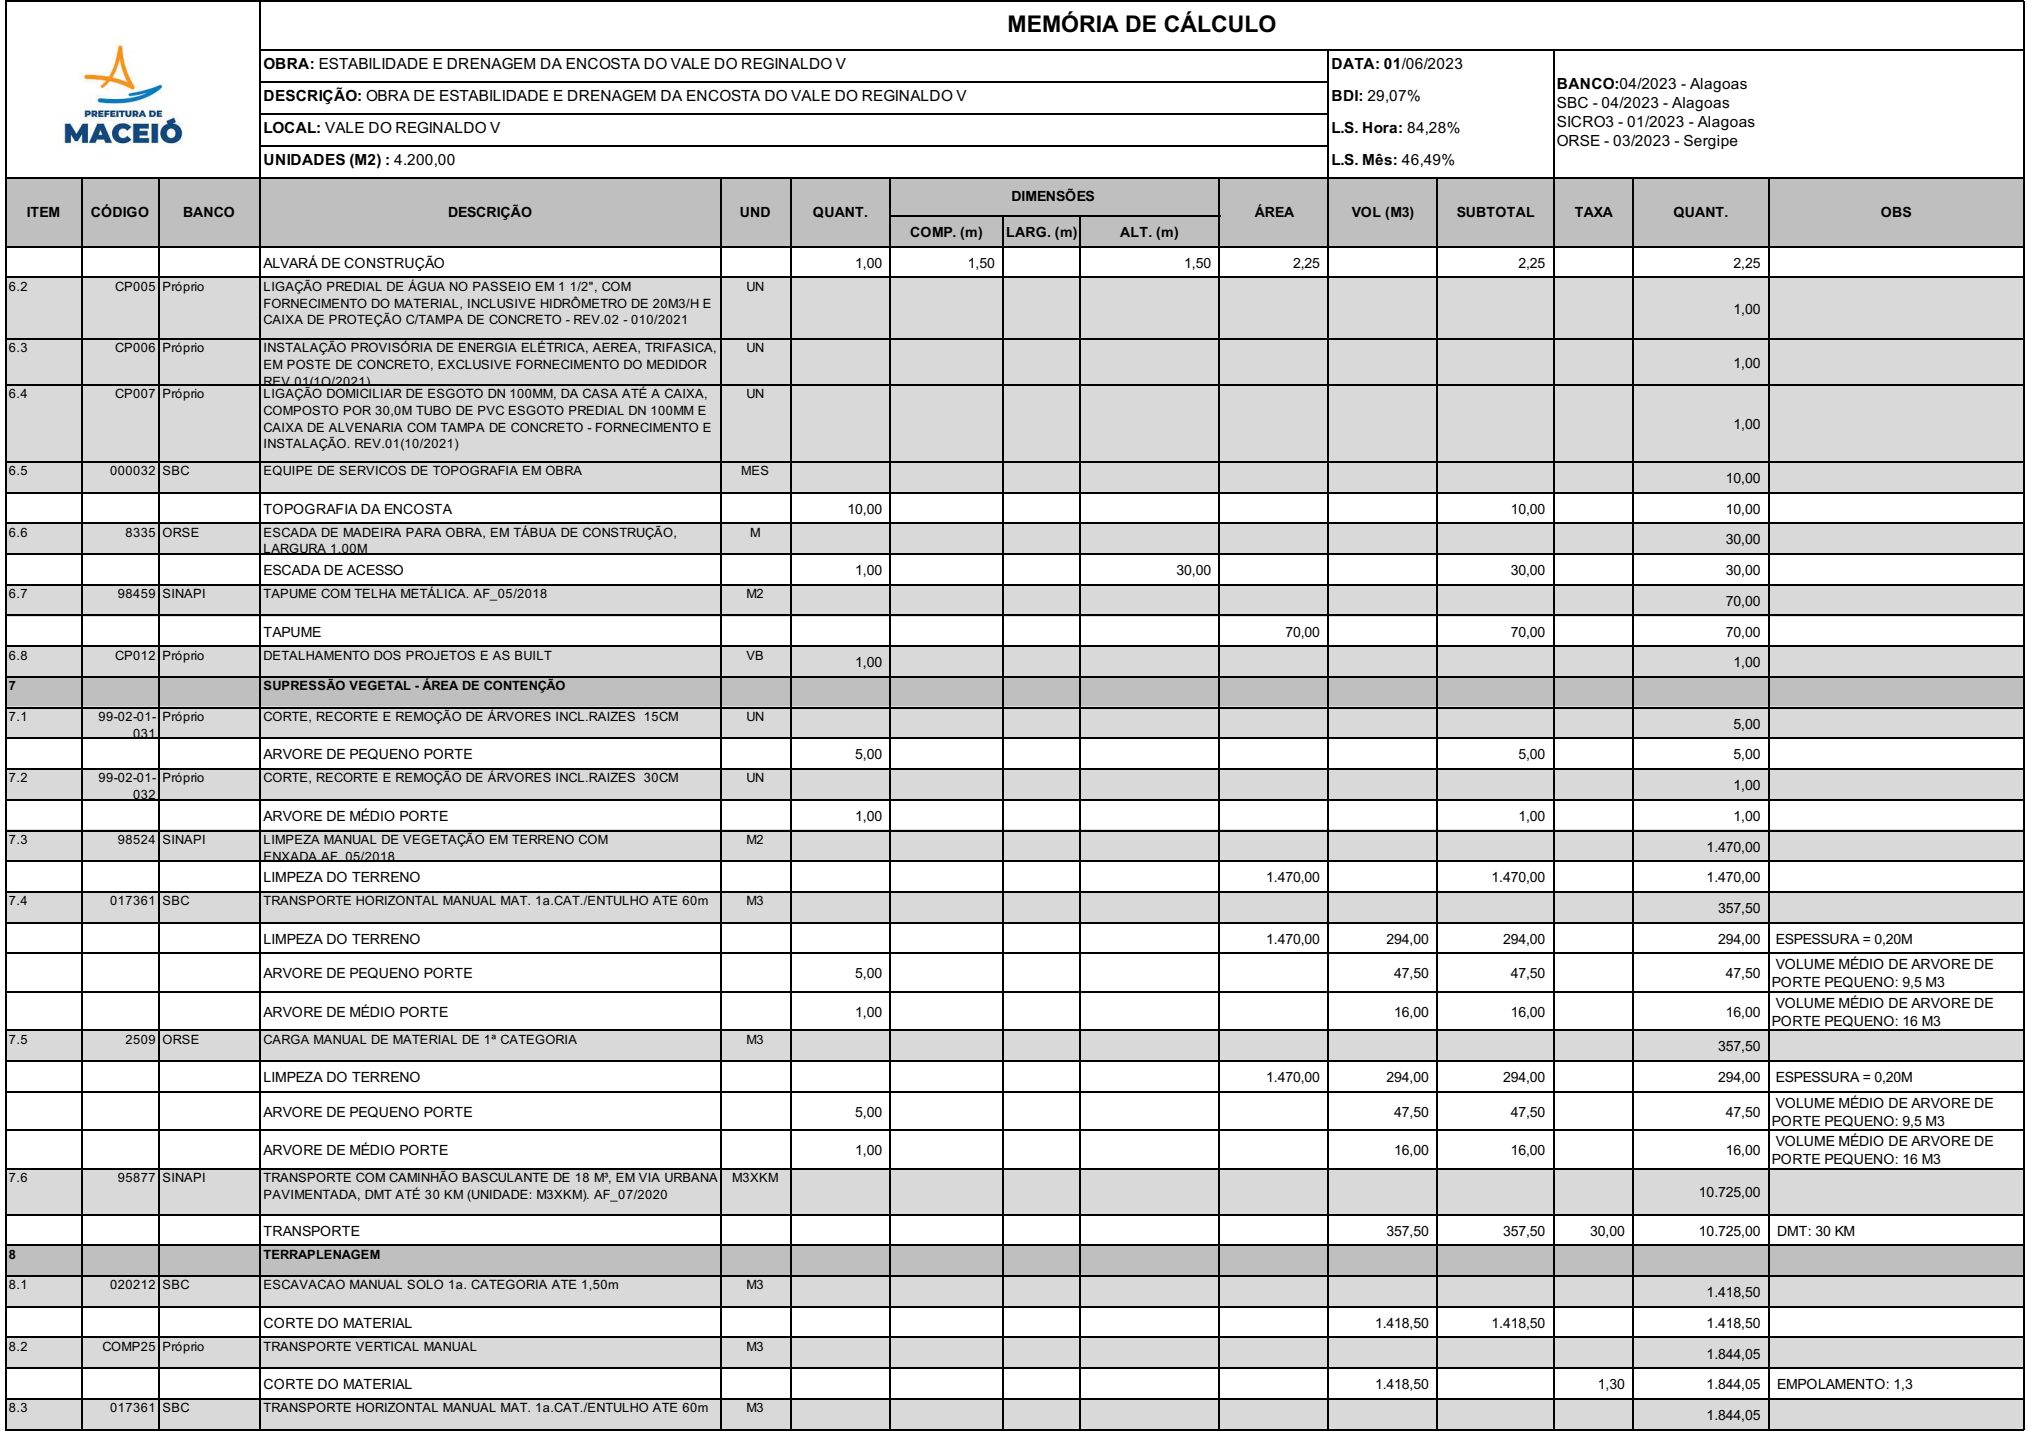 MEMÓRIA DE CÁLCULO
PREFEITURA DE
MACEIÓ
OBRA: ESTABILIDADE E DRENAGEM DA ENCOSTA DO VALE DO REGINALDO V
DESCRIÇÃO: OBRA DE ESTABILIDADE E DRENAGEM DA ENCOSTA DO VALE DO REGINALDO V
LOCAL: VALE DO REGINALDO V
UNIDADES (M2) : 4.200,00
DATA: 01/06/2023
BDI: 29,07%
L.S. Hora: 84,28%
L.S. Mês: 46,49%
BANCO:04/2023 - Alagoas
SBC - 04/2023 - Alagoas
SICRO3 - 01/2023 - Alagoas
ORSE - 03/2023 - Sergipe
ITEM CÓDIGO BANCO DESCRIÇÃO UND QUANT. DIMENSÕES ÁREA VOL (M3) SUBTOTAL TAXA QUANT. OBS
COMP. (m) LARG. (m) ALT. (m)
ALVARÁ DE CONSTRUÇÃO 1,00 1,50 1,50 2,25 2,25 2,25
6.2 CP005 Próprio LIGAÇÃO PREDIAL DE ÁGUA NO PASSEIO EM 1 1/2", COM UN
FORNECIMENTO DO MATERIAL, INCLUSIVE HIDRÔMETRO DE 20M3/H E
CAIXA DE PROTEÇÃO C/TAMPA DE CONCRETO - REV.02 - 010/2021
1,00
6.3 CP006 Próprio INSTALAÇÃO PROVISÓRIA DE ENERGIA ELÉTRICA, AEREA, TRIFASICA, UN
EM POSTE DE CONCRETO, EXCLUSIVE FORNECIMENTO DO MEDIDOR 1,00
REV.01(1O/2021)
6.4 CP007 Próprio LIGAÇÃO DOMICILIAR DE ESGOTO DN 100MM, DA CASA ATÉ A CAIXA, UN
COMPOSTO POR 30,0M TUBO DE PVC ESGOTO PREDIAL DN 100MM E
CAIXA DE ALVENARIA COM TAMPA DE CONCRETO - FORNECIMENTO E 1,00
INSTALAÇÃO. REV.01(10/2021)
6.5 000032 SBC EQUIPE DE SERVICOS DE TOPOGRAFIA EM OBRA MES 10,00
TOPOGRAFIA DA ENCOSTA 10,00 10,00 10,00
6.6 8335 ORSE ESCADA DE MADEIRA PARA OBRA, EM TÁBUA DE CONSTRUÇÃO, M 30,00
LARGURA 1,00M
ESCADA DE ACESSO 1,00 30,00 30,00 30,00
6.7 98459 SINAPI TAPUME COM TELHA METÁLICA. AF_05/2018 M2 70,00
TAPUME 70,00 70,00 70,00
6.8 CP012 Próprio DETALHAMENTO DOS PROJETOS E AS BUILT VB 1,00 1,00
7 SUPRESSÃO VEGETAL - ÁREA DE CONTENÇÃO
7.1 99-02-01- Próprio CORTE, RECORTE E REMOÇÃO DE ÁRVORES INCL.RAIZES 15CM UN 5,00
031
ARVORE DE PEQUENO PORTE 5,00 5,00 5,00
7.2 99-02-01- Próprio CORTE, RECORTE E REMOÇÃO DE ÁRVORES INCL.RAIZES 30CM UN 1,00
032
ARVORE DE MÉDIO PORTE 1,00 1,00 1,00
7.3 98524 SINAPI LIMPEZA MANUAL DE VEGETAÇÃO EM TERRENO COM M2 1.470,00
ENXADA.AF_05/2018
LIMPEZA DO TERRENO 1.470,00 1.470,00 1.470,00
7.4 017361 SBC TRANSPORTE HORIZONTAL MANUAL MAT. 1a.CAT./ENTULHO ATE 60m M3 357,50
LIMPEZA DO TERRENO 1.470,00 294,00 294,00 294,00 ESPESSURA = 0,20M
ARVORE DE PEQUENO PORTE 5,00 47,50 47,50 47,50 VOLUME MÉDIO DE ARVORE DE
PORTE PEQUENO: 9,5 M3
ARVORE DE MÉDIO PORTE 1,00 16,00 16,00 16,00 VOLUME MÉDIO DE ARVORE DE
PORTE PEQUENO: 16 M3
7.5 2509 ORSE CARGA MANUAL DE MATERIAL DE 1ª CATEGORIA M3 357,50
LIMPEZA DO TERRENO 1.470,00 294,00 294,00 294,00 ESPESSURA = 0,20M
ARVORE DE PEQUENO PORTE 5,00 47,50 47,50 47,50 VOLUME MÉDIO DE ARVORE DE
PORTE PEQUENO: 9,5 M3
ARVORE DE MÉDIO PORTE 1,00 16,00 16,00 16,00 VOLUME MÉDIO DE ARVORE DE
PORTE PEQUENO: 16 M3
7.6 95877 SINAPI TRANSPORTE COM CAMINHÃO BASCULANTE DE 18 M³, EM VIA URBANA M3XKM
PAVIMENTADA, DMT ATÉ 30 KM (UNIDADE: M3XKM). AF_07/2020 10.725,00
TRANSPORTE 357,50 357,50 30,00 10.725,00 DMT: 30 KM
8 TERRAPLENAGEM
8.1 020212 SBC ESCAVACAO MANUAL SOLO 1a. CATEGORIA ATE 1,50m M3 1.418,50
CORTE DO MATERIAL 1.418,50 1.418,50 1.418,50
8.2 COMP25 Próprio TRANSPORTE VERTICAL MANUAL M3 1.844,05
CORTE DO MATERIAL 1.418,50 1,30 1.844,05 EMPOLAMENTO: 1,3
8.3 017361 SBC TRANSPORTE HORIZONTAL MANUAL MAT. 1a.CAT./ENTULHO ATE 60m M3 1.844,05